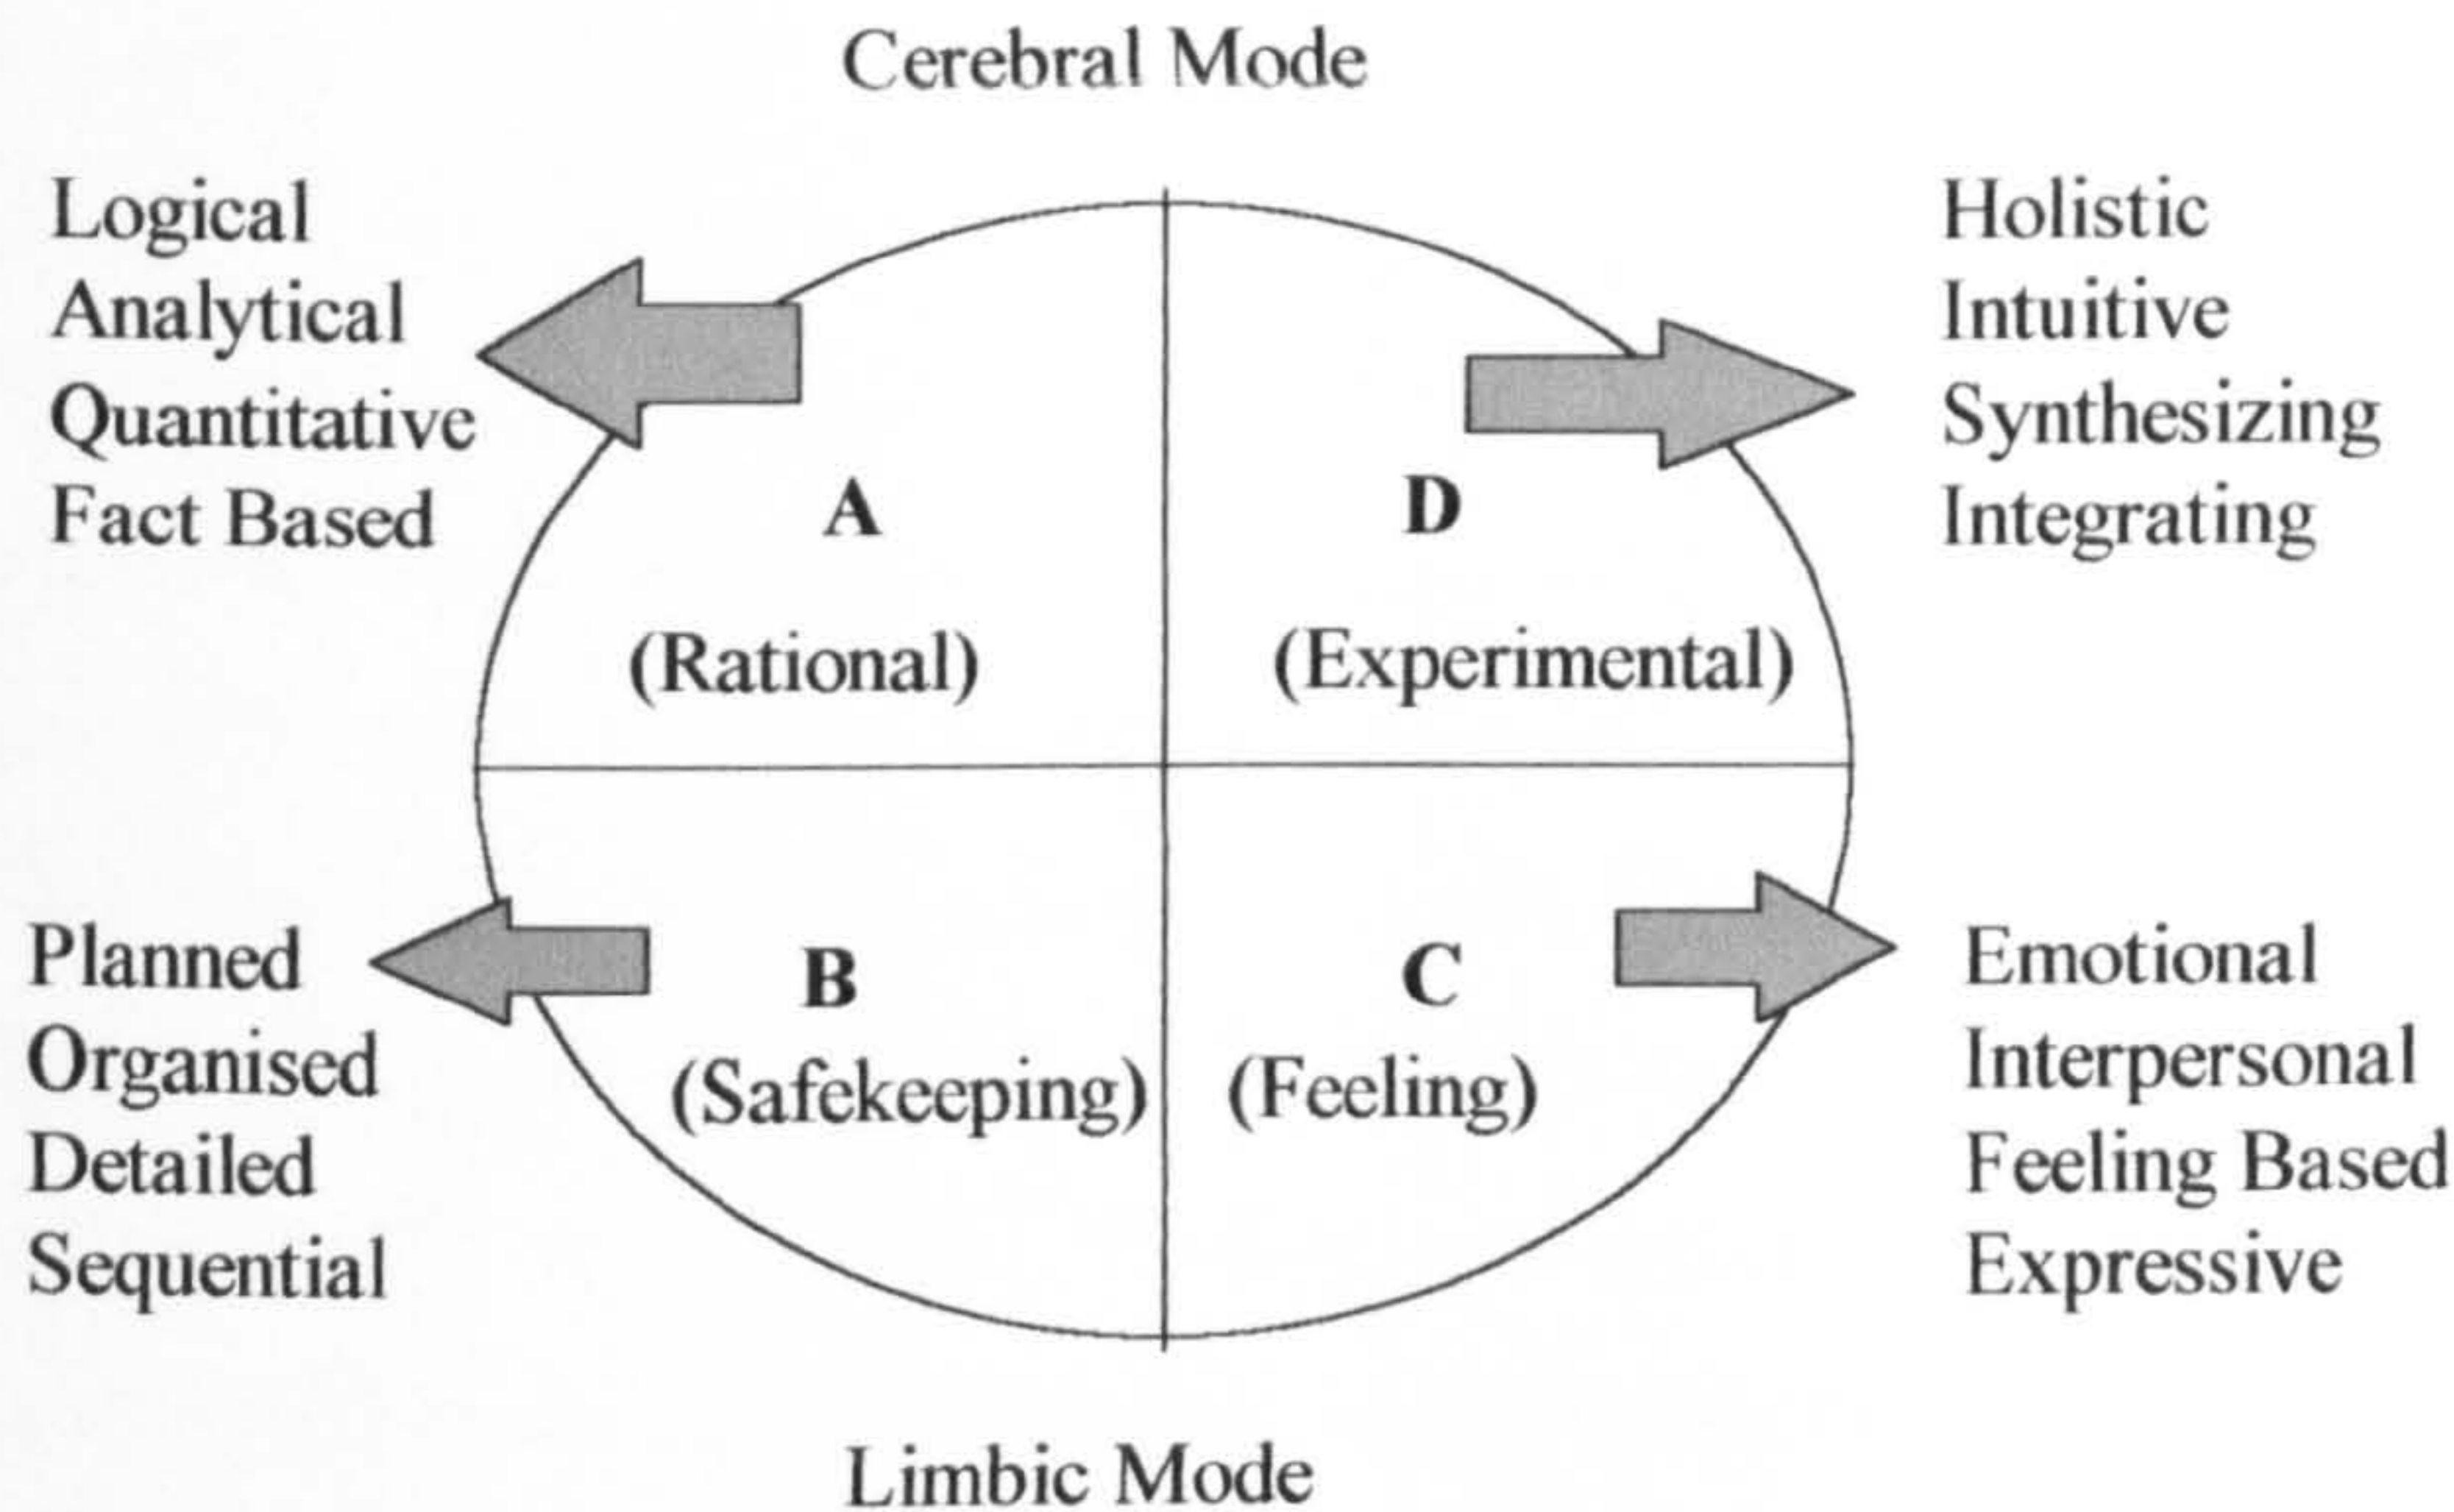 Cerebral Mode
Logical
Analytical
Quantitative
Fact Based
Holistic
Intuitive
Synthesizing
Integrating
A
(Rational)
D
(Experimental)
Planned
Organised
Detailed
Sequential
B
(Safekeeping)
C
(Feeling)
Emotional
Interpersonal
Feeling Based
Expressive
Limbic Mode